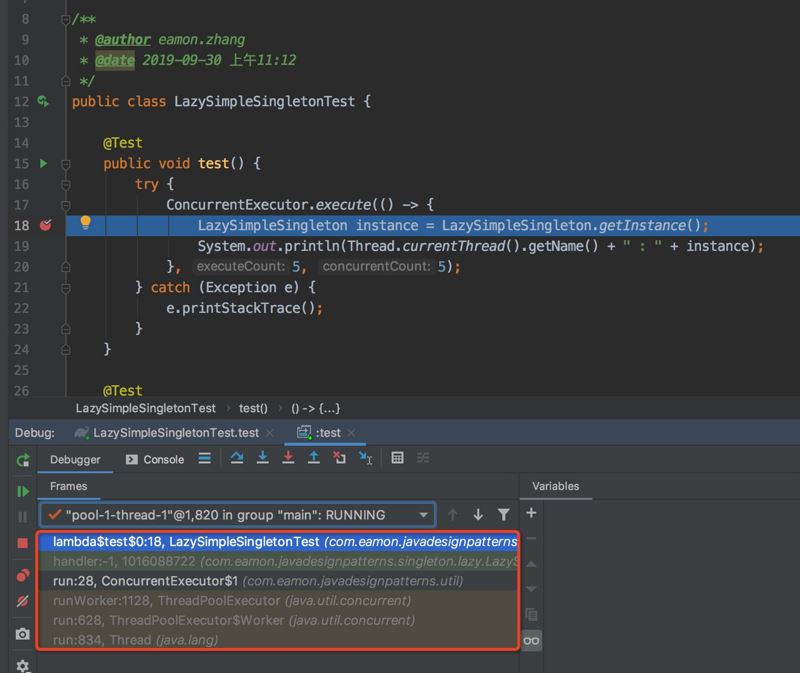 8 /**
9 * @author eamon.zhang
10 * @date 2019-09-30 上午11:12
11 */
12 public class LazySimpleSingletonTest {
13
14 @Test
15 public void test() {
16 try {
17 ConcurrentExecutor.execute(() -> {
18 LazySimpleSingleton instance = LazySimpleSingleton.getInstance();
19 System.out.println(Thread.currentThread().getName() + " : " + instance);
20 }, executeCount: 5, concurrentCount: 5);
21 } catch (Exception e) {
22 e.printStackTrace();
23 }
24 }
25
26 @Test
LazySimpleSingletonTest › test() › () -> {...}
Debug: LazySimpleSingletonTest.test × :test ×
Debugger Console
Frames Variables
"pool-1-thread-1"@1,820 in group "main": RUNNING
lambda$test$0:18, LazySimpleSingletonTest (com.eamon.javadesignpatterns
handler:-1, 1016088722 (com.eamon.javadesignpatterns.singleton.lazy.LazyS
run:28, ConcurrentExecutor$1 (com.eamon.javadesignpatterns.util)
runWorker:1128, ThreadPoolExecutor (java.util.concurrent)
run:628, ThreadPoolExecutor$Worker (java.util.concurrent)
run:834, Thread (java.lang)